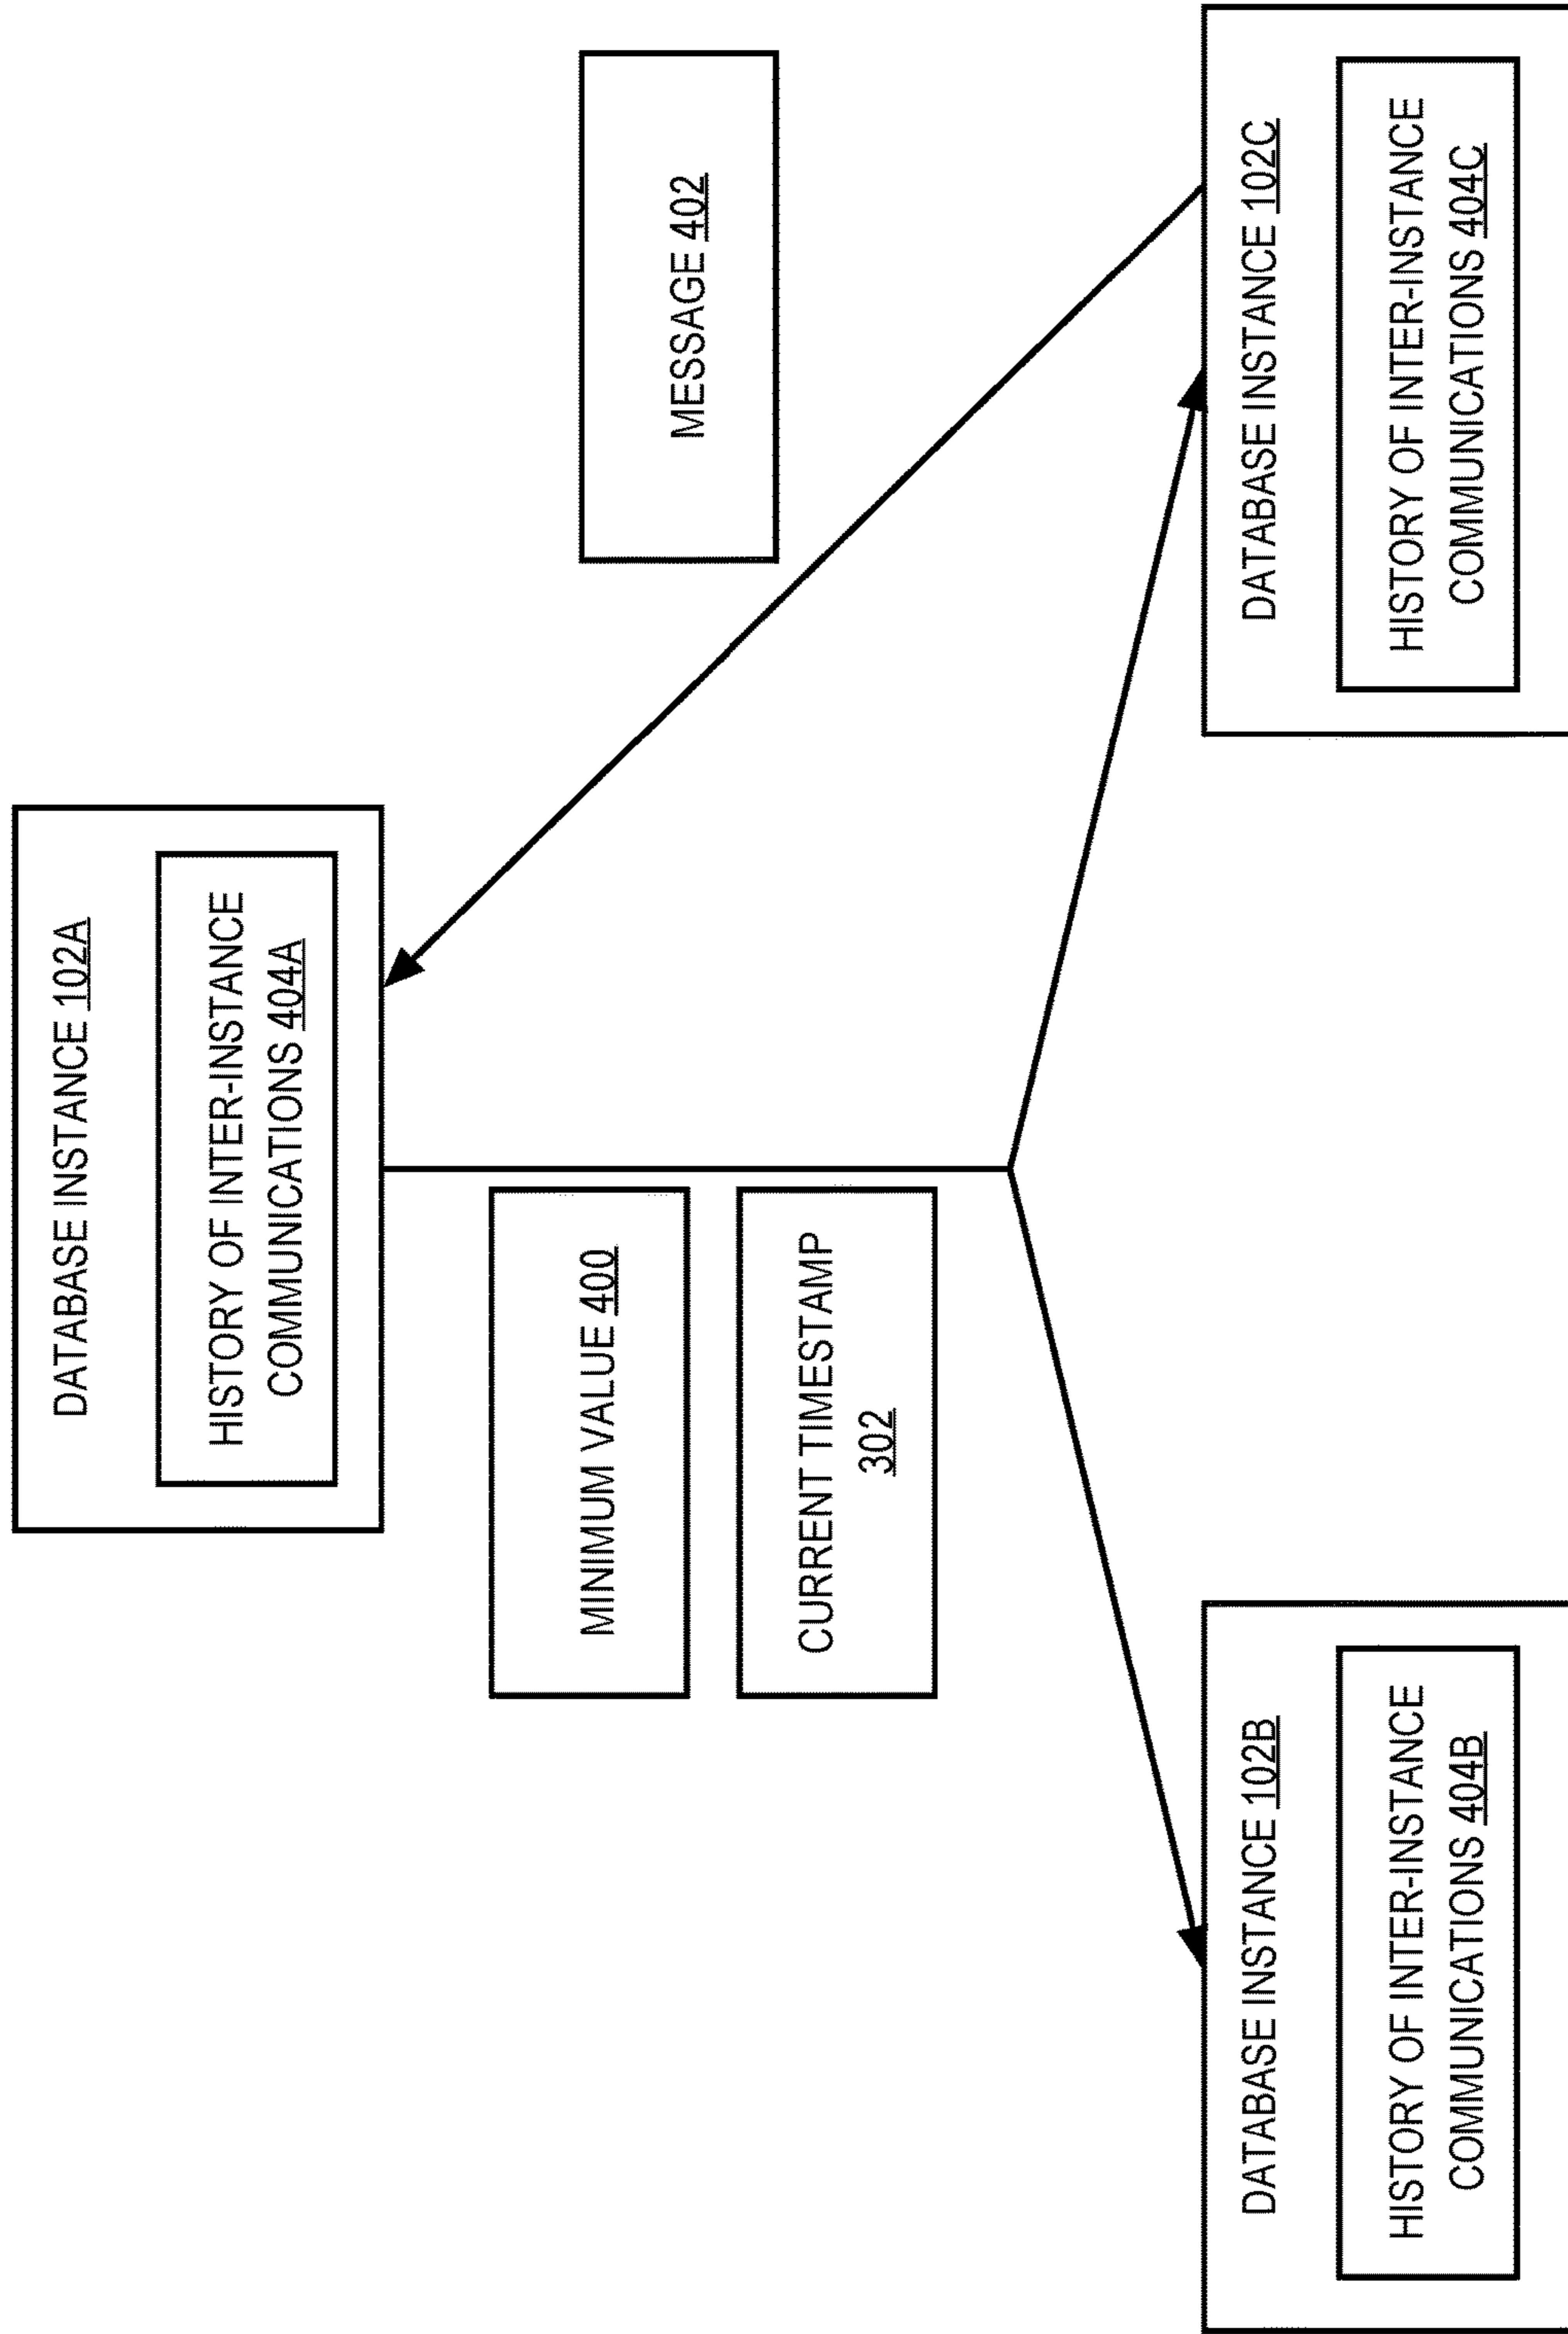 DATABASE INSTANCE 102A
HISTORY OF INTER-INSTANCE
COMMUNICATIONS 404A
MINIMUM VALUE 400
CURRENT TIMESTAMP
302
MESSAGE 402
DATABASE INSTANCE 102B
HISTORY OF INTER-INSTANCE
COMMUNICATIONS 404B
DATABASE INSTANCE 102C
HISTORY OF INTER-INSTANCE
COMMUNICATIONS 404C